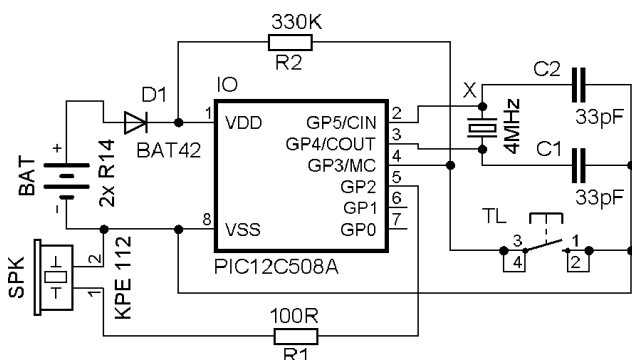 330K
R2
IO
D1
BAT42
+
BAT
2x R14
-
1
VDD
GP5/CIN
2
GP4/COUT
3
GP3/MC
4
GP2
5
GP1
6
GP0
7
8
VSS
PIC12C508A
X
4MHz
C2
33pF
C1
33pF
TL
3
4
1
2
SPK
2
1
KPE 112
100R
R1